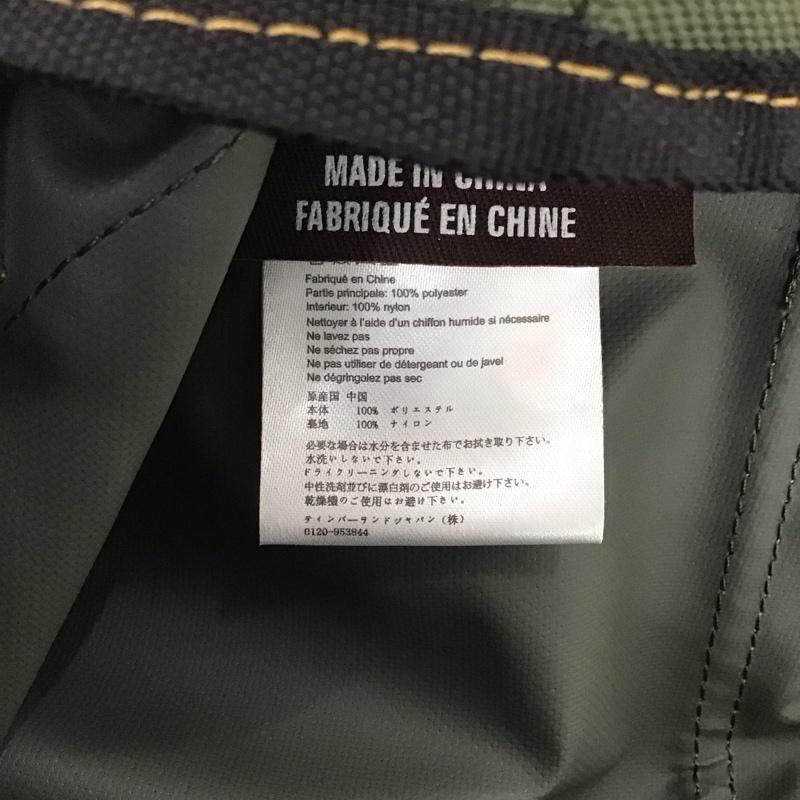 MADE IN CHINA
FABRIQUÉ EN CHINE
Fabriqué en Chine
Partie principale: 100% polyester
Interieur: 100% nylon
Nettoyer à l'aide d'un chiffon humide si nécessaire
Ne lavez pas
Ne séchez pas propre
Ne pas utiliser de détergeant ou de javel
Ne dégringolez pas sec
原産国 中国
本体 100% ポリエステル
裏地 100% ナイロン
必要な場合は水分を含ませた布でお拭き取り下さい。
水洗いしないで下さい。
ドライクリーニングしないで下さい。
中性洗剤並びに漂白剤のご使用はお避け下さい。
乾燥機のご使用はお避け下さい。
ティンバーランドジャパン(株)
0120-953844